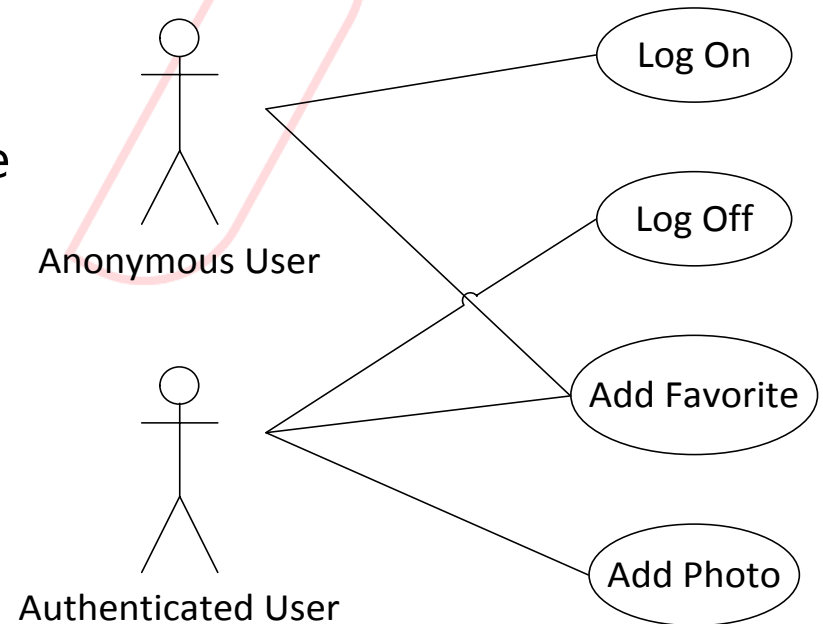 Log On
e
Log Off
Anonymous User
Add Favorite
Add Photo
Authenticated User